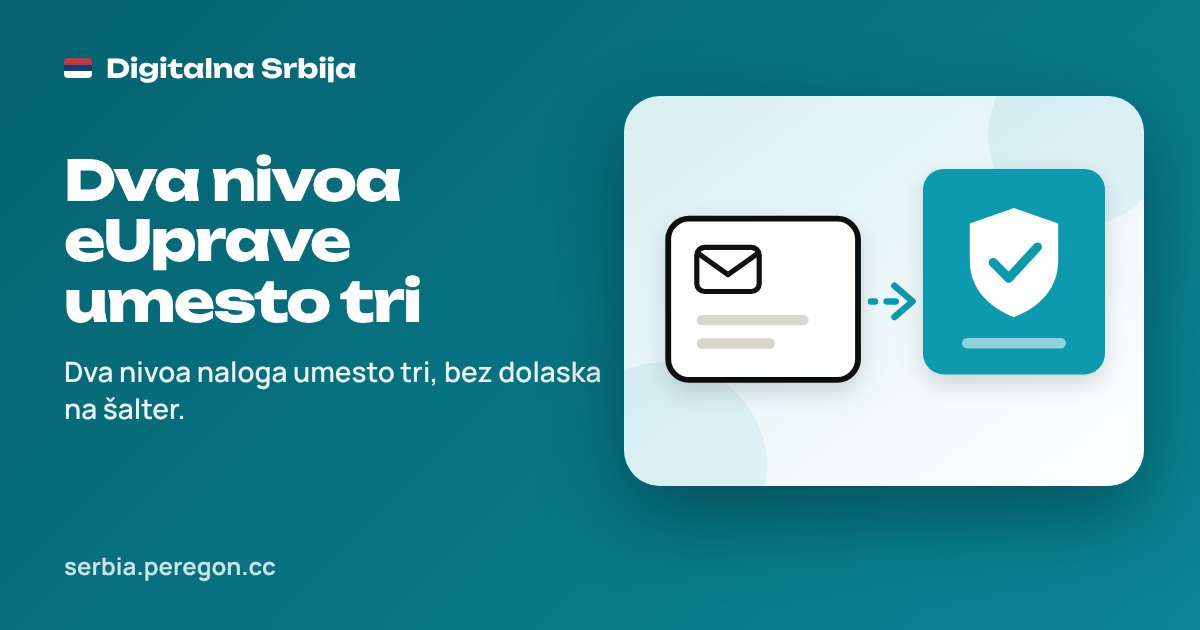 Digitalna Srbija
Dva nivoa
eUprave
umesto tri
Dva nivoa naloga umesto tri, bez dolaska
na šalter.
serbia.peregon.cc